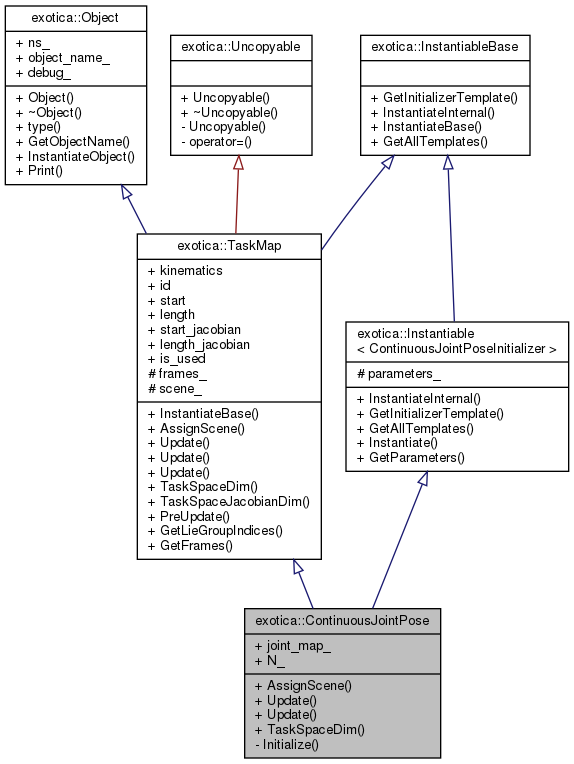 exotica::Object
+ ns_
+ object_name_
+ debug_
+ Object()
+ ~Object()
+ type()
+ GetObjectName()
+ InstantiateObject()
+ Print()
exotica::Uncopyable
+ Uncopyable()
+ ~Uncopyable()
- Uncopyable()
- operator=()
exotica::InstantiableBase
+ GetInitializerTemplate()
+ InstantiateInternal()
+ InstantiateBase()
+ GetAllTemplates()
exotica::TaskMap
+ kinematics
+ id
+ start
+ length
+ start_jacobian
+ length_jacobian
+ is_used
# frames_
# scene_
+ InstantiateBase()
+ AssignScene()
+ Update()
+ Update()
+ Update()
+ TaskSpaceDim()
+ TaskSpaceJacobianDim()
+ PreUpdate()
+ GetLieGroupIndices()
+ GetFrames()
exotica::Instantiable
< ContinuousJointPoseInitializer >
# parameters_
+ InstantiateInternal()
+ GetInitializerTemplate()
+ GetAllTemplates()
+ Instantiate()
+ GetParameters()
exotica::ContinuousJointPose
+ joint_map_
+ N_
+ AssignScene()
+ Update()
+ Update()
+ TaskSpaceDim()
- Initialize()